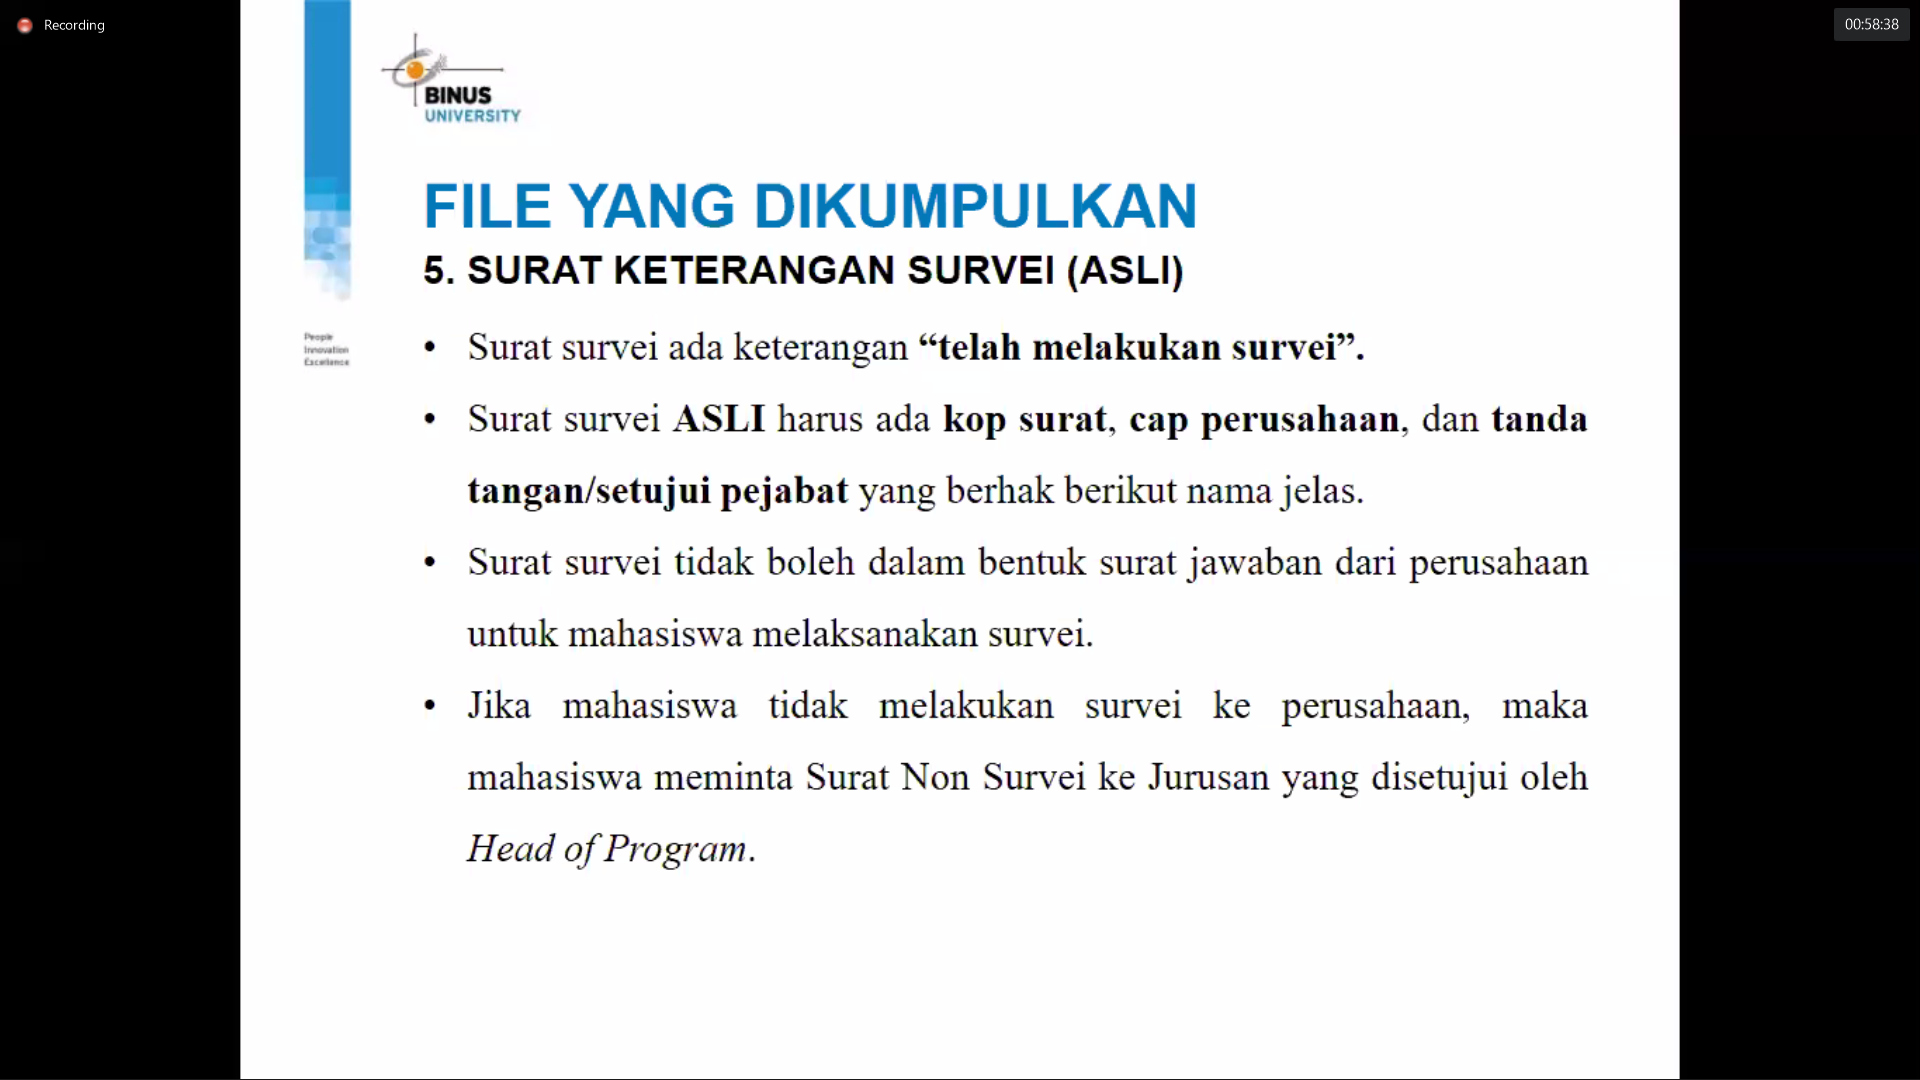 Recording
00:58:38
BINUS
UNIVERSITY
FILE YANG DIKUMPULKAN
5. SURAT KETERANGAN SURVEI (ASLI)
People
Innovation
Excellence
• Surat survei ada keterangan “telah melakukan survei”.
• Surat survei ASLI harus ada kop surat, cap perusahaan, dan tanda
tangan/setujui pejabat yang berhak berikut nama jelas.
• Surat survei tidak boleh dalam bentuk surat jawaban dari perusahaan
untuk mahasiswa melaksanakan survei.
• Jika mahasiswa tidak melakukan survei ke perusahaan, maka
mahasiswa meminta Surat Non Survei ke Jurusan yang disetujui oleh
Head of Program.